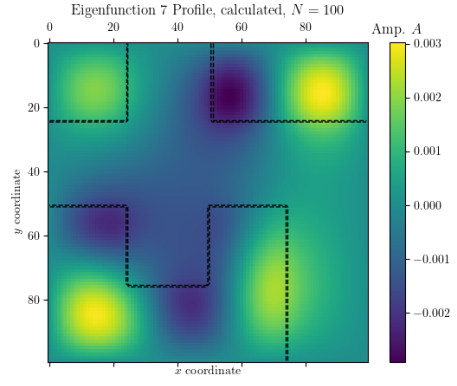 Eigenfunction 7 Profile, calculated, N = 100
0 20 40 60 80
Amp. A
0
20
40
60
80
y coordinate
x coordinate
0.003
0.002
0.001
0.000
−0.001
−0.002